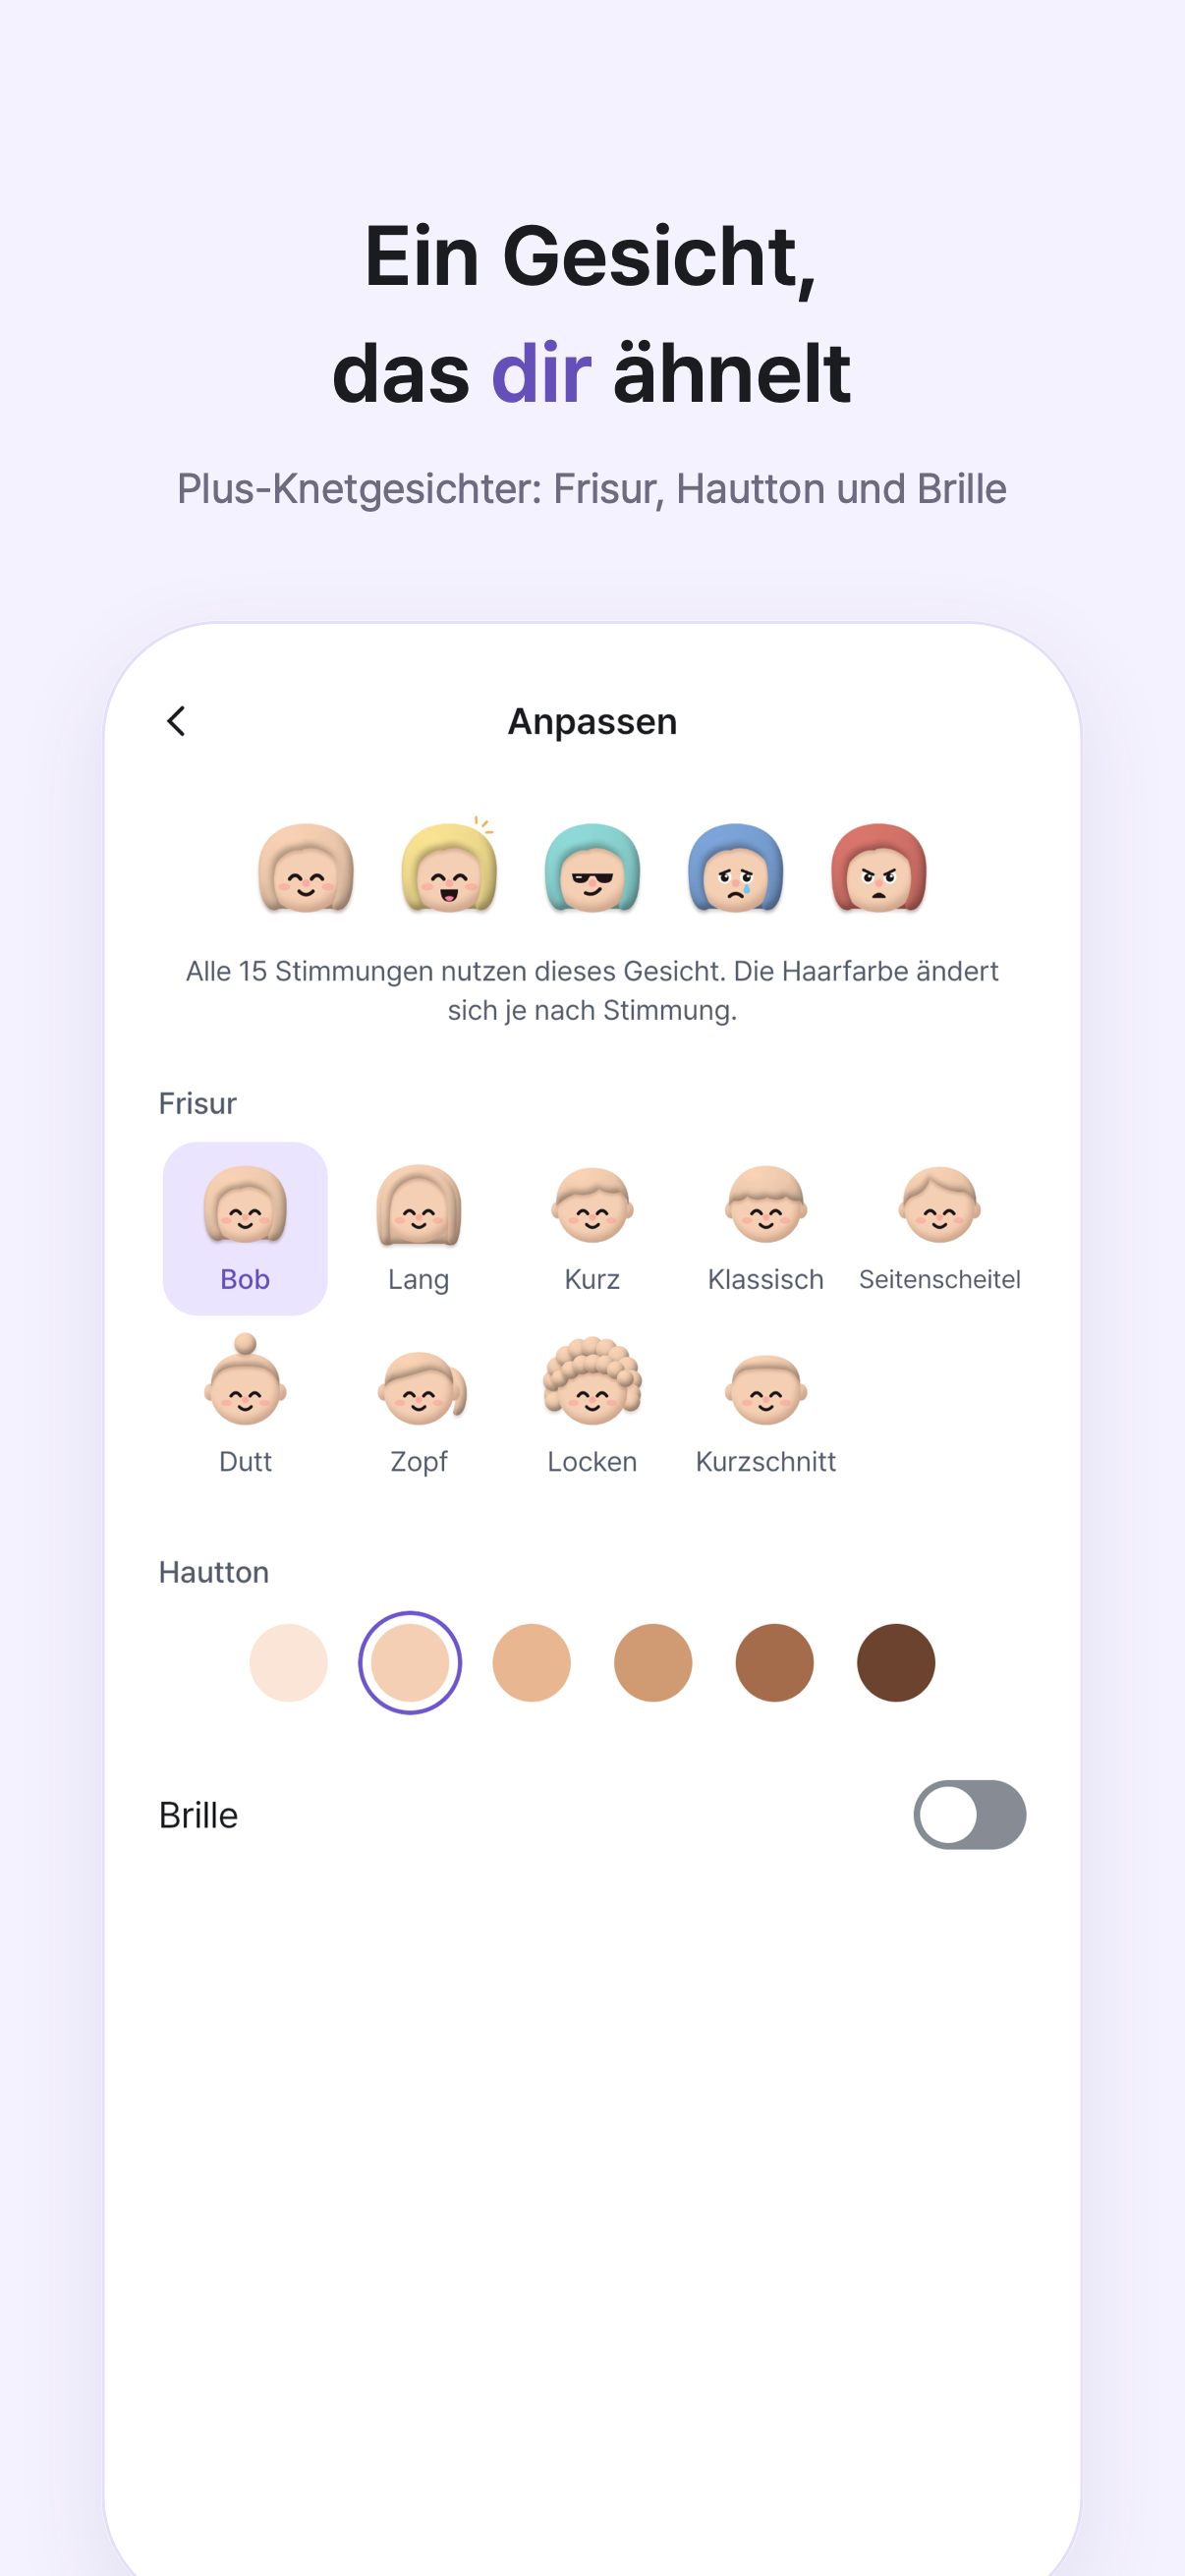 Ein Gesicht,
das dir ähnelt
Plus-Knetgesichter: Frisur, Hautton und Brille
Anpassen
Alle 15 Stimmungen nutzen dieses Gesicht. Die Haarfarbe ändert
sich je nach Stimmung.
Frisur
Bob
Lang
Kurz
Klassisch
Seitenscheitel
Dutt
Zopf
Locken
Kurzschnitt
Hautton
Brille